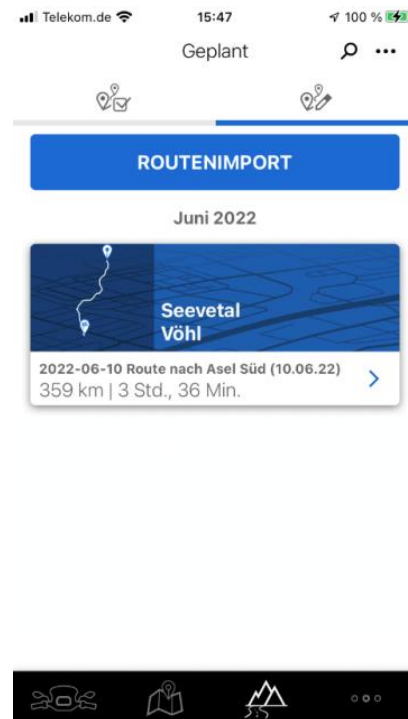 Telekom.de 15:47 100 %
Geplant
ROUTENIMPORT
Juni 2022
Seevetal
Vöhl
2022-06-10 Route nach Asel Süd (10.06.22)
359 km | 3 Std., 36 Min.